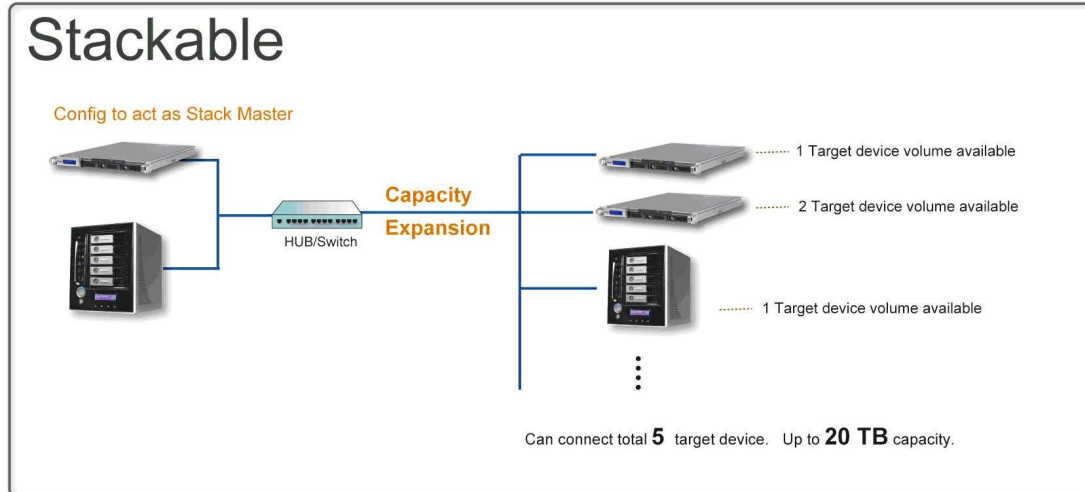 Stackable
Config to act as Stack Master
Capacity
Expansion
HUB/Switch
1 Target device volume available
2 Target device volume available
1 Target device volume available
Can connect total 5 target device. Up to 20 TB capacity.